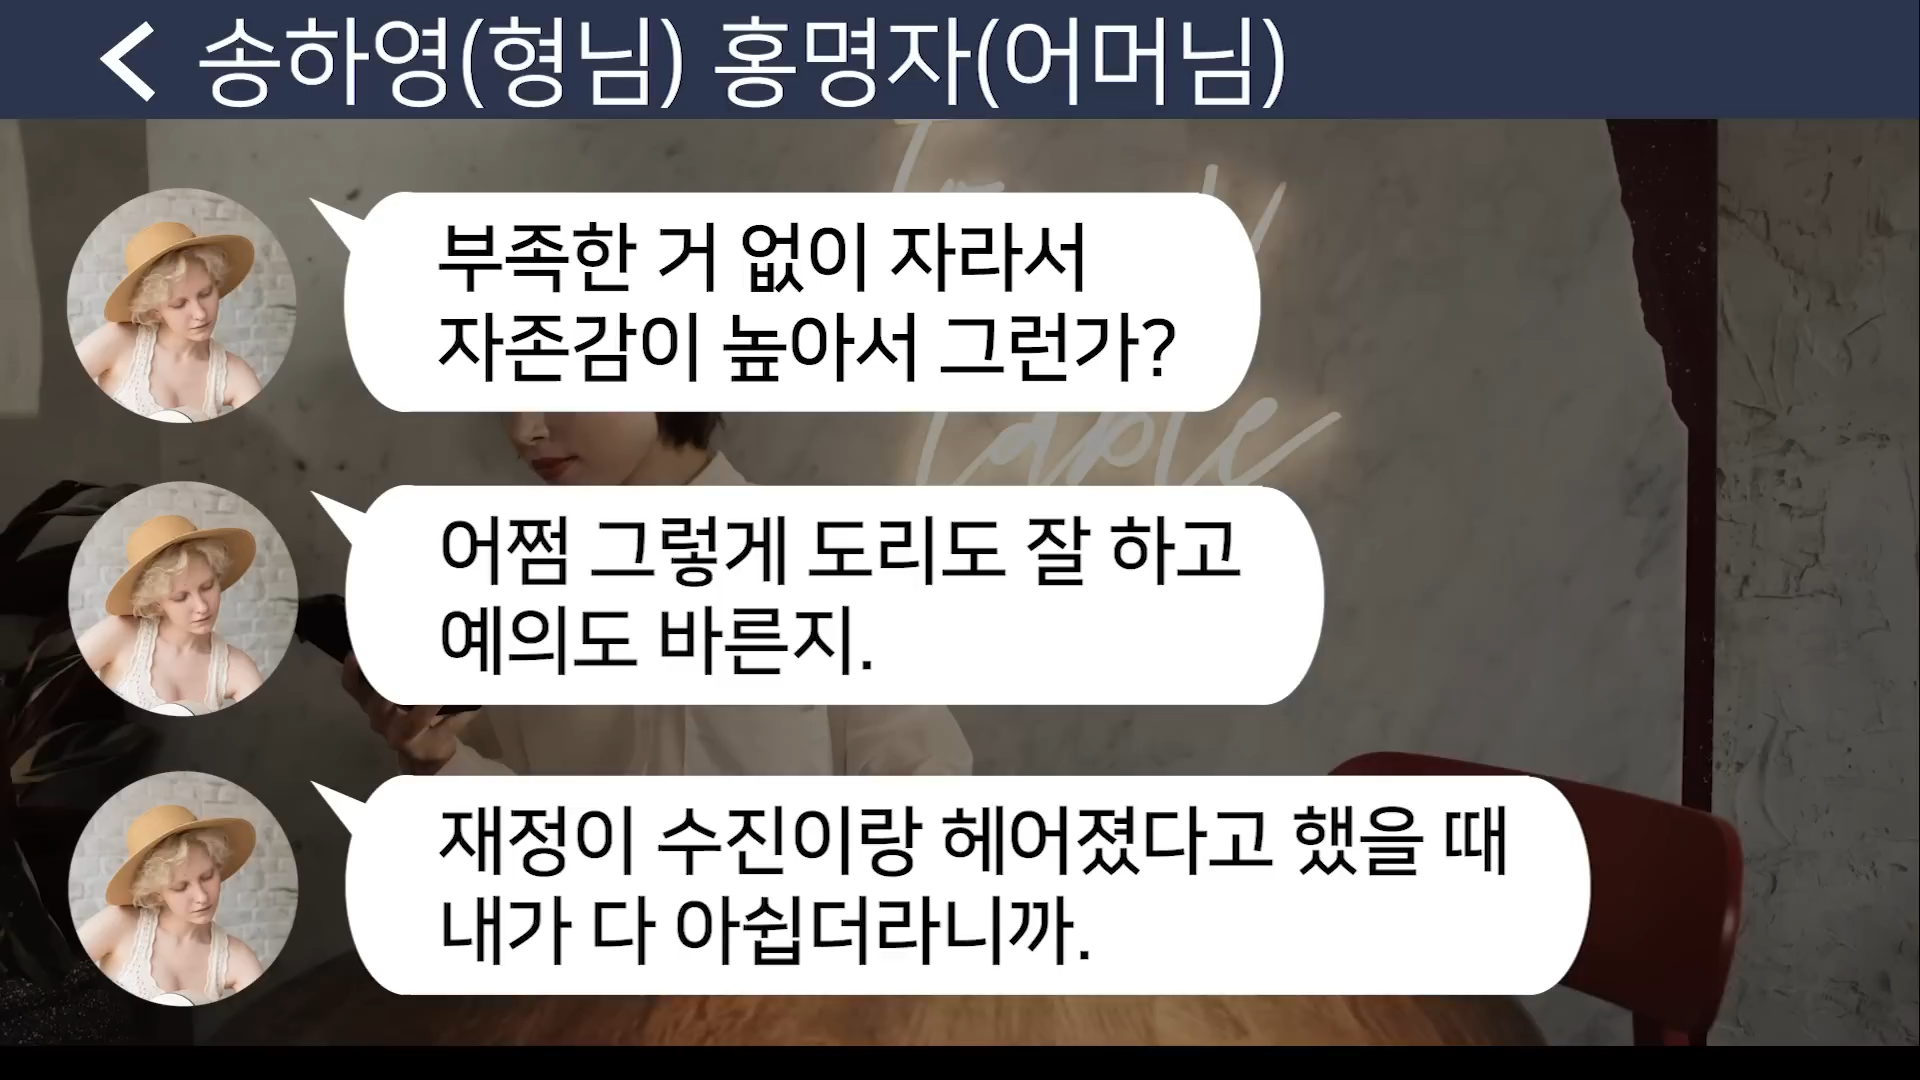 송하영(형님) 홍명자(어머님)
부족한 거 없이 자라서
자존감이 높아서 그런가?
어쩜 그렇게 도리도 잘 하고
예의도 바른지.
재정이 수진이랑 헤어졌다고 했을 때
내가 다 아쉽더라니까.
table